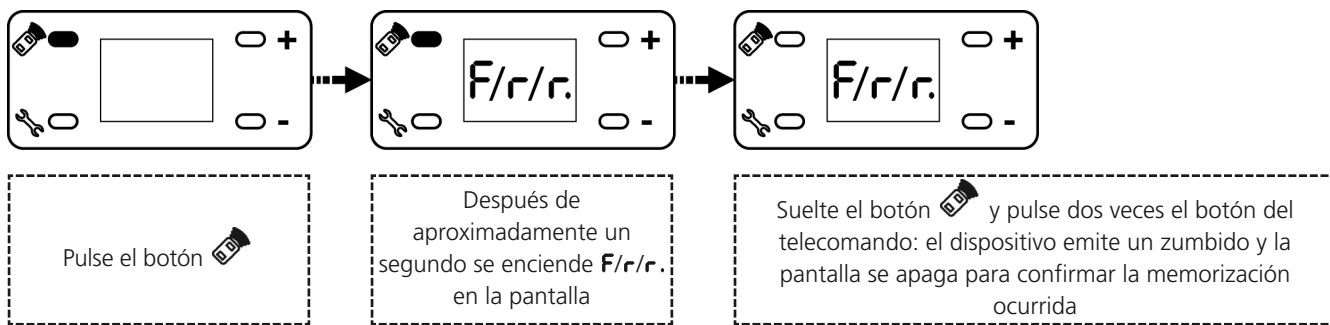 +
-
F/r/r.
+
-
F/r/r.
+
-
Pulse el botón
Después de
aproximadamente un
segundo se enciende F/r/r.
en la pantalla
Suelte el botón y pulse dos veces el botón del
telecomando: el dispositivo emite un zumbido y la
pantalla se apaga para confirmar la memorización
ocurrida